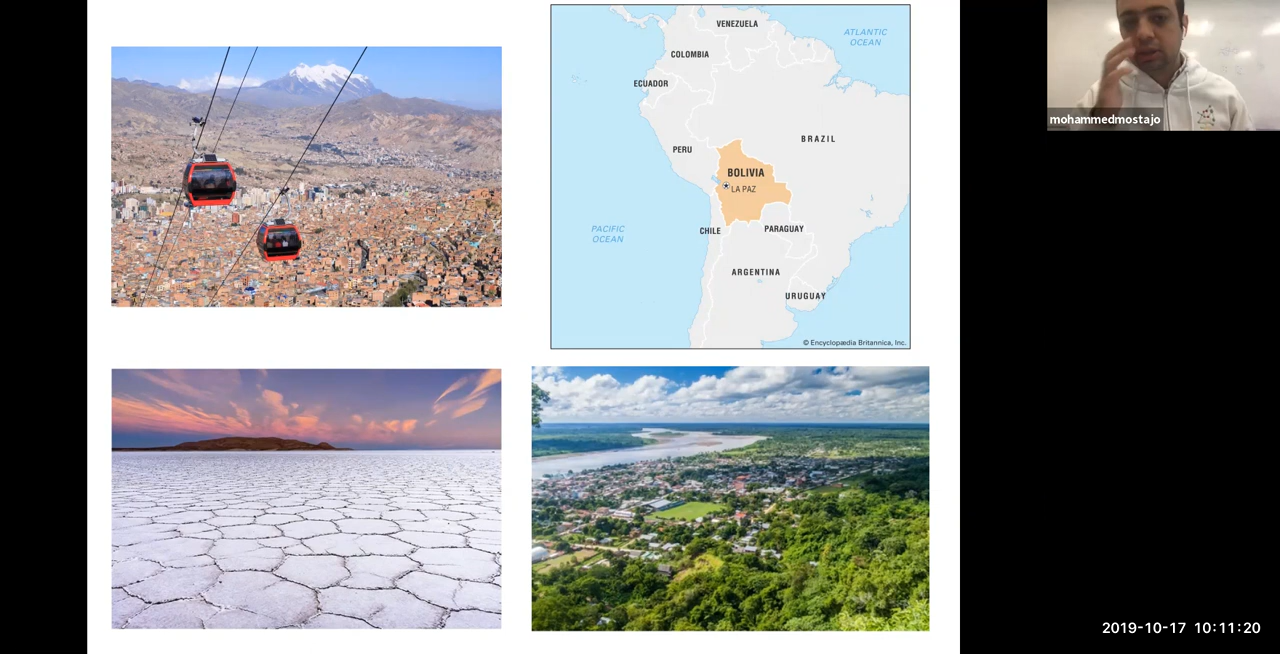 VENEZUELA
ATLANTIC
OCEAN
COLOMBIA
ECUADOR
BRAZIL
PERU
BOLIVIA
LA PAZ
PACIFIC
OCEAN
CHILE
PARAGUAY
ARGENTINA
URUGUAY
© Encyclopædia Britannica, Inc.
mohammedmostajo
2019-10-17 10:11:20